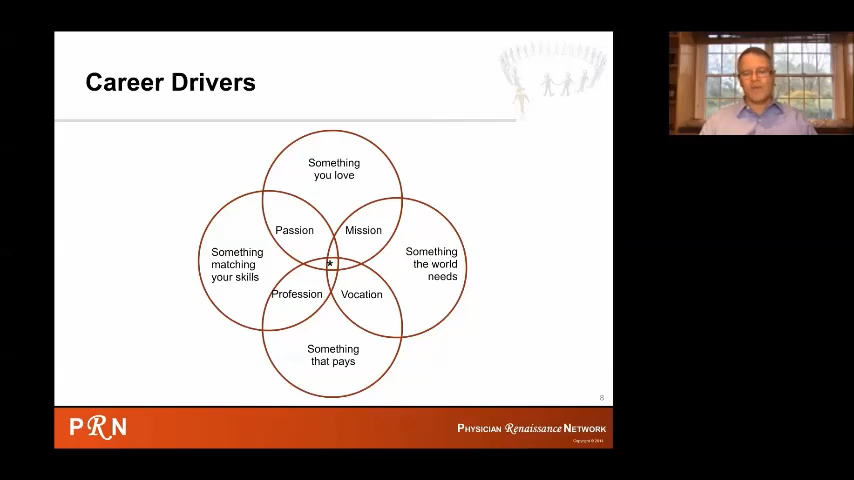 Career Drivers
Something
you love
Passion
Mission
Something
matching
your skills
Something
the world
needs
*
Profession
Vocation
Something
that pays
8
PRN
PHYSICIAN Renaissance NETWORK